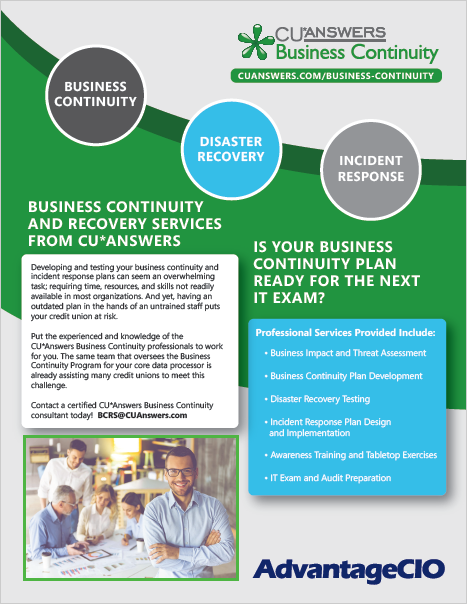 CU*ANSWERS
Business Continuity
CUANSWERS.COM/BUSINESS-CONTINUITY
BUSINESS
CONTINUITY
DISASTER
RECOVERY
INCIDENT
RESPONSE
BUSINESS CONTINUITY
AND RECOVERY SERVICES
FROM CU*ANSWERS
Developing and testing your business continuity and
incident response plans can seem an overwhelming
task; requiring time, resources, and skills not readily
available in most organizations. And yet, having an
outdated plan in the hands of an untrained staff puts
your credit union at risk.
Put the experienced and knowledge of the
CU*Answers Business Continuity professionals to work
for you. The same team that oversees the Business
Continuity Program for your core data processor is
already assisting many credit unions to meet this
challenge.
Contact a certified CU*Answers Business Continuity
consultant today! BCRS@CUAnswers.com
IS YOUR BUSINESS
CONTINUITY PLAN
READY FOR THE NEXT
IT EXAM?
Professional Services Provided Include:
• Business Impact and Threat Assessment
• Business Continuity Plan Development
• Disaster Recovery Testing
• Incident Response Plan Design
and Implementation
• Awareness Training and Tabletop Exercises
• IT Exam and Audit Preparation
AdvantageCIO